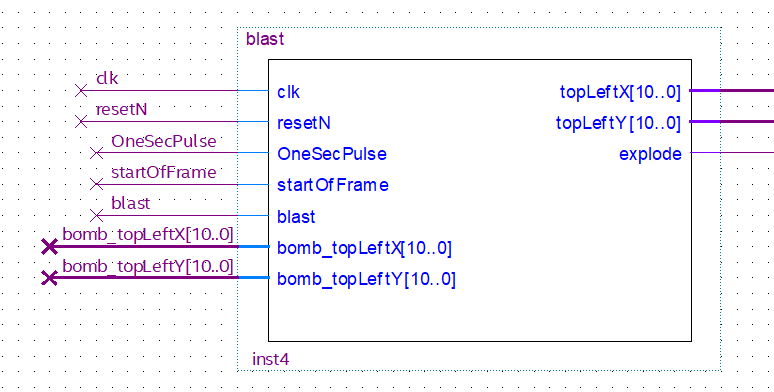 blast
clk
clk
topLeftX[10..0]
resetN
resetN
topLeftY[10..0]
OneSecPulse
OneSecPulse
explode
startOfFrame
startOfFrame
blast
blast
bomb_topLeftX[10..0]
bomb_topLeftX[10..0]
bomb_topLeftY[10..0]
bomb_topLeftY[10..0]
inst4